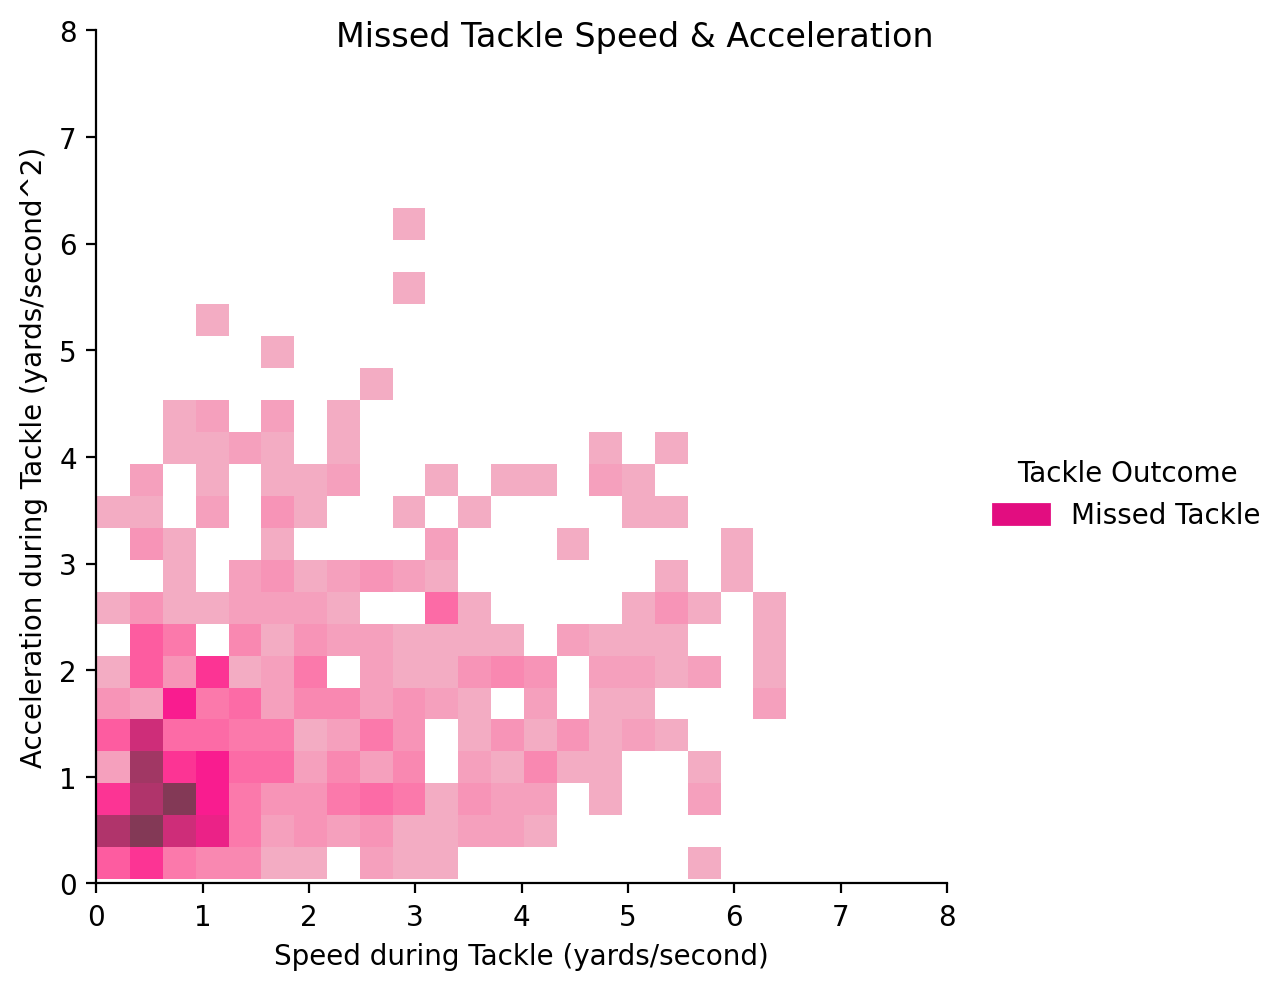 Missed Tackle Speed & Acceleration
8
7
6
5
4
3
2
1
0
Acceleration during Tackle (yards/second^2)
0 1 2 3 4 5 6 7 8
Speed during Tackle (yards/second)
Tackle Outcome
Missed Tackle